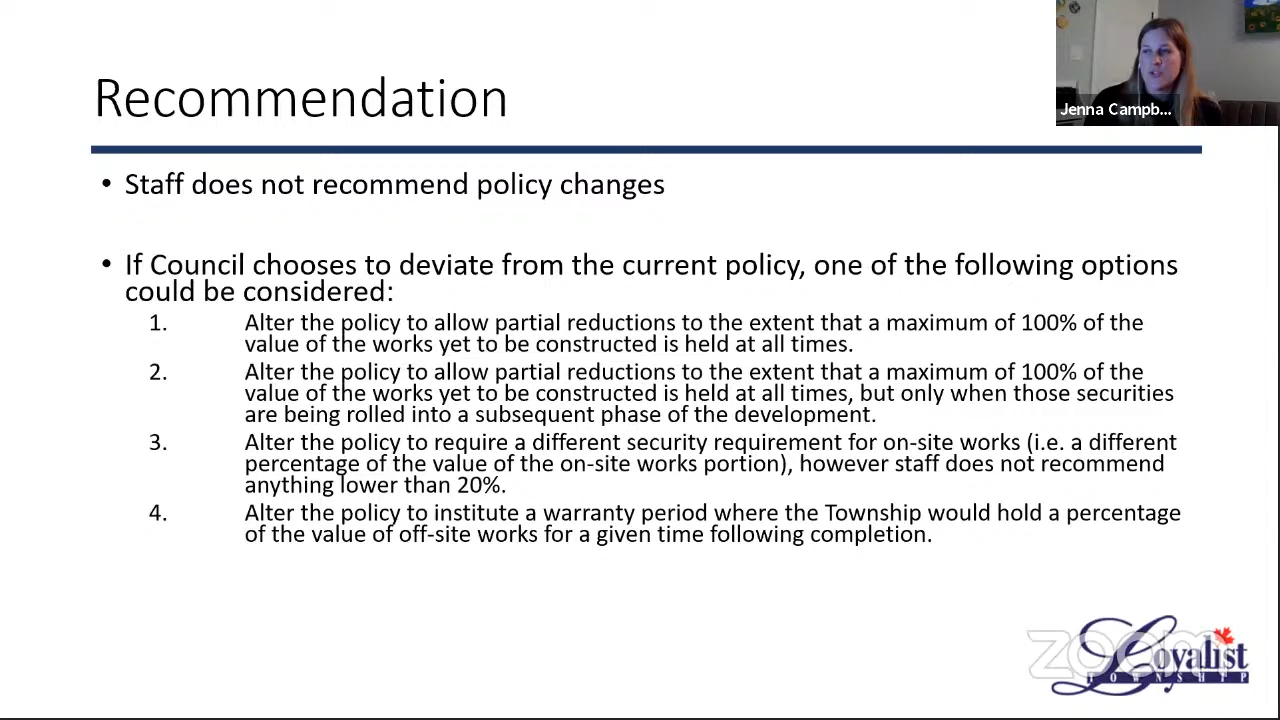 Jenna Campb...
Recommendation
• Staff does not recommend policy changes
• If Council chooses to deviate from the current policy, one of the following options
could be considered:
1. Alter the policy to allow partial reductions to the extent that a maximum of 100% of the
value of the works yet to be constructed is held at all times.
2. Alter the policy to allow partial reductions to the extent that a maximum of 100% of the
value of the works yet to be constructed is held at all times, but only when those securities
are being rolled into a subsequent phase of the development.
3. Alter the policy to require a different security requirement for on-site works (i.e. a different
percentage of the value of the on-site works portion), however staff does not recommend
anything lower than 20%.
4. Alter the policy to institute a warranty period where the Township would hold a percentage
of the value of off-site works for a given time following completion.
zoom
Loyalist
TOWNSHIP